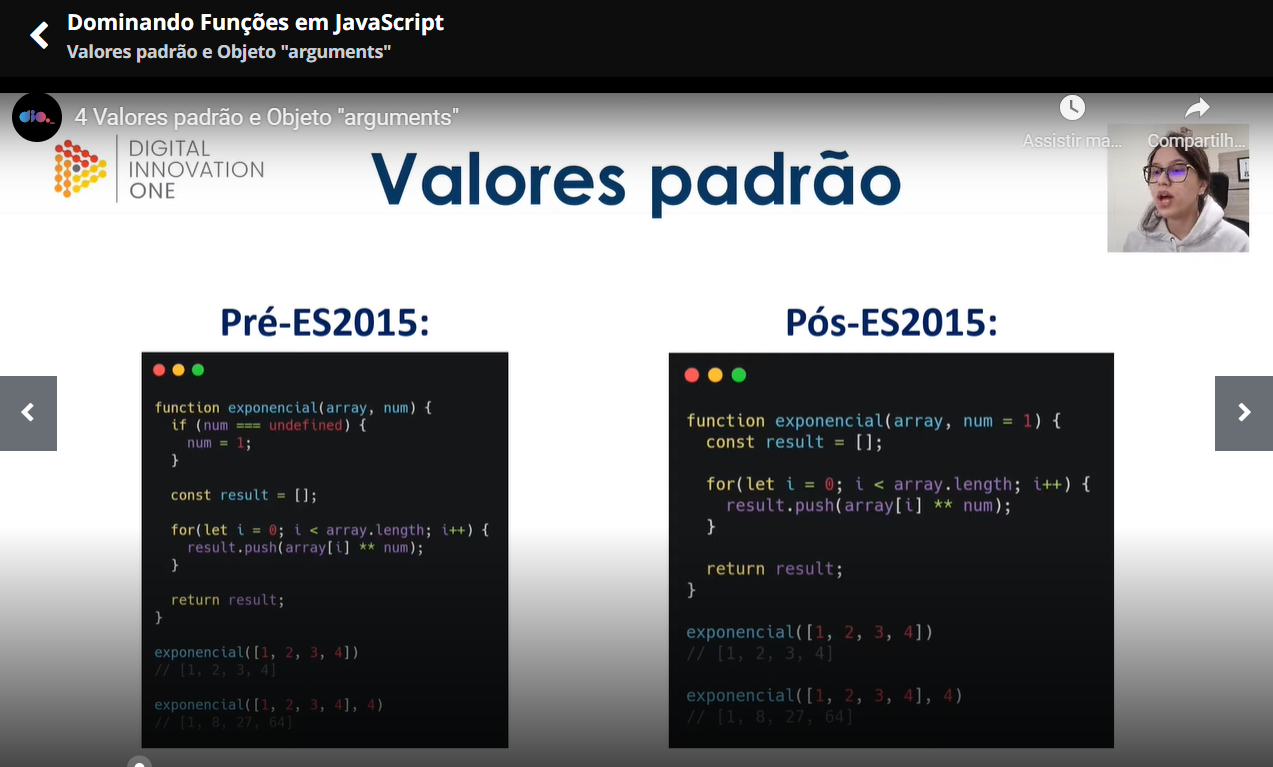 Dominando Funções em JavaScript
Valores padrão e Objeto "arguments"
dio.
4 Valores padrão e Objeto "arguments"
Assistir ma...
Compartilh...
DIGITAL
INNOVATION
ONE
Valores padrão
Pré-ES2015:
function exponencial(array, num) {
if (num === undefined) {
num = 1;
}
const result = [];
for(let i = 0; i < array.length; i++) {
result.push(array[i] ** num);
}
return result;
}
exponencial([1, 2, 3, 4])
// [1, 2, 3, 4]
exponencial([1, 2, 3, 4], 4)
// [1, 8, 27, 64]
Pós-ES2015:
function exponencial(array, num = 1) {
const result = [];
for(let i = 0; i < array.length; i++) {
result.push(array[i] ** num);
}
return result;
}
exponencial([1, 2, 3, 4])
// [1, 2, 3, 4]
exponencial([1, 2, 3, 4], 4)
// [1, 8, 27, 64]